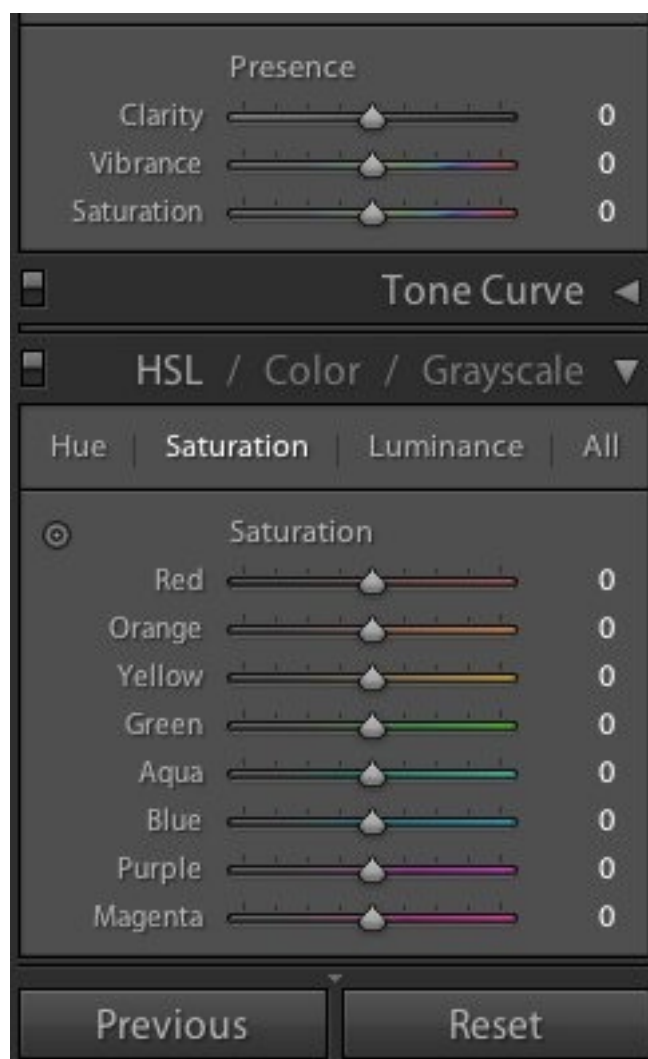 Presence
Clarity 0
Vibrance 0
Saturation 0
Tone Curve
HSL / Color / Grayscale
Hue | Saturation | Luminance | All
Saturation
Red 0
Orange 0
Yellow 0
Green 0
Aqua 0
Blue 0
Purple 0
Magenta 0
Previous Reset